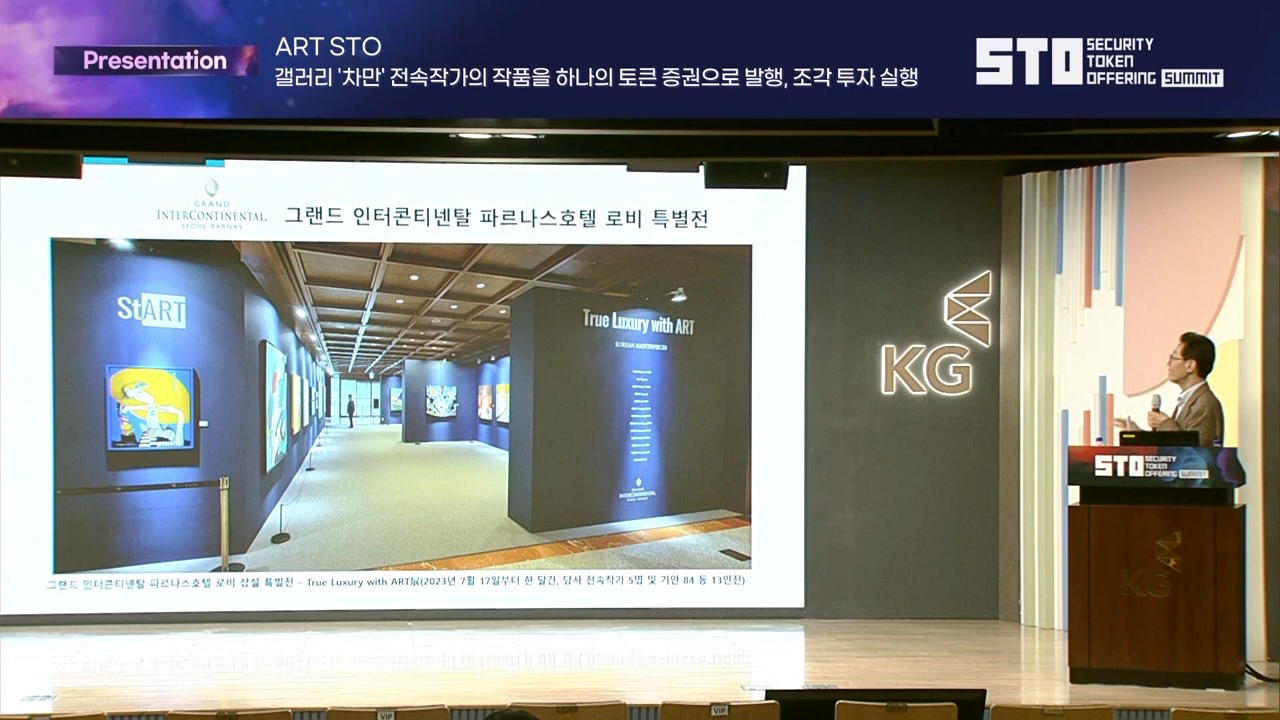 Presentation
ART STO
갤러리 '차만' 전속작가의 작품을 하나의 토큰 증권으로 발행, 조각 투자 실행
STO SECURITY
TOKEN
OFFERING SUMMIT
GRAND
INTERCONTINENTAL
SEOUL PARNAS
그랜드 인터콘티넨탈 파르나스호텔 로비 특별전
StART
True Luxury with ART
KOREAN MASTERPIECES
GRAND
INTERCONTINENTAL
그랜드 인터콘티넨탈 파르나스호텔 로비 상설 특별전 – True Luxury with ART展(2023년 7월 17일부터 한 달간, 당사 전속작가 5명 및 기안 84 등 13인전)
KG
STO SECURITY
TOKEN
OFFERING SUMMIT
KG
VIP
VIP